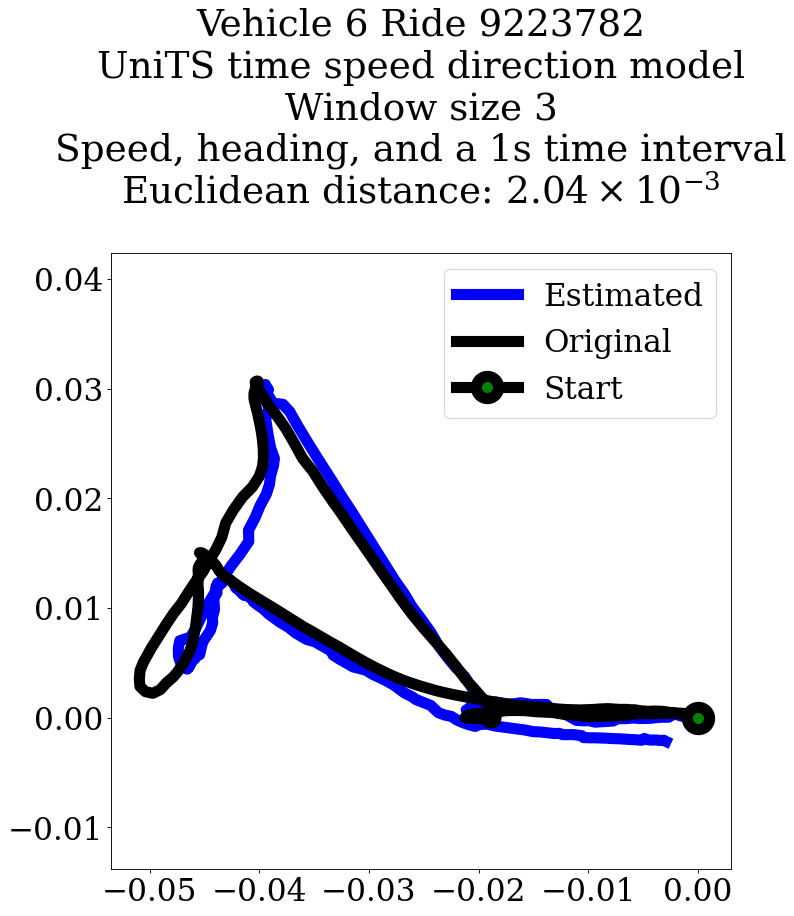 Vehicle 6 Ride 9223782
UniTS time speed direction model
Window size 3
Speed, heading, and a 1s time interval
Euclidean distance: 2.04 × 10⁻³
Estimated
Original
Start
0.04
0.03
0.02
0.01
0.00
−0.01
−0.05 −0.04 −0.03 −0.02 −0.01 0.00